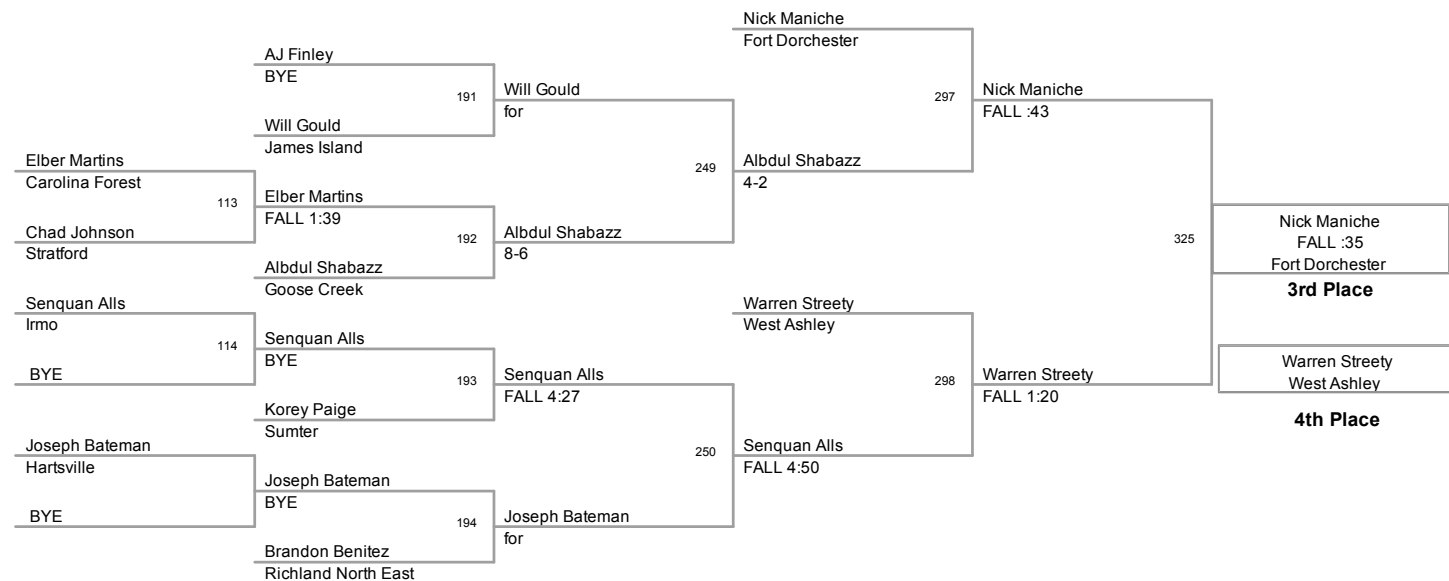 Nick Maniche
Fort Dorchester
AJ Finley
BYE
191
Will Gould
for
297
Nick Maniche
FALL :43
Will Gould
James Island
Elber Martins
Carolina Forest
249
Albdul Shabazz
4-2
113
Elber Martins
FALL 1:39
Chad Johnson
Stratford
192
Albdul Shabazz
8-6
325
Nick Maniche
FALL :35
Fort Dorchester
3rd Place
Albdul Shabazz
Goose Creek
Senquan Alls
Irmo
Warren Streety
West Ashley
114
Senquan Alls
BYE
BYE
193
Senquan Alls
FALL 4:27
298
Warren Streety
FALL 1:20
Warren Streety
West Ashley
4th Place
Korey Paige
Sumter
Joseph Bateman
Hartsville
250
Senquan Alls
FALL 4:50
Joseph Bateman
BYE
BYE
194
Joseph Bateman
for
Brandon Benitez
Richland North East